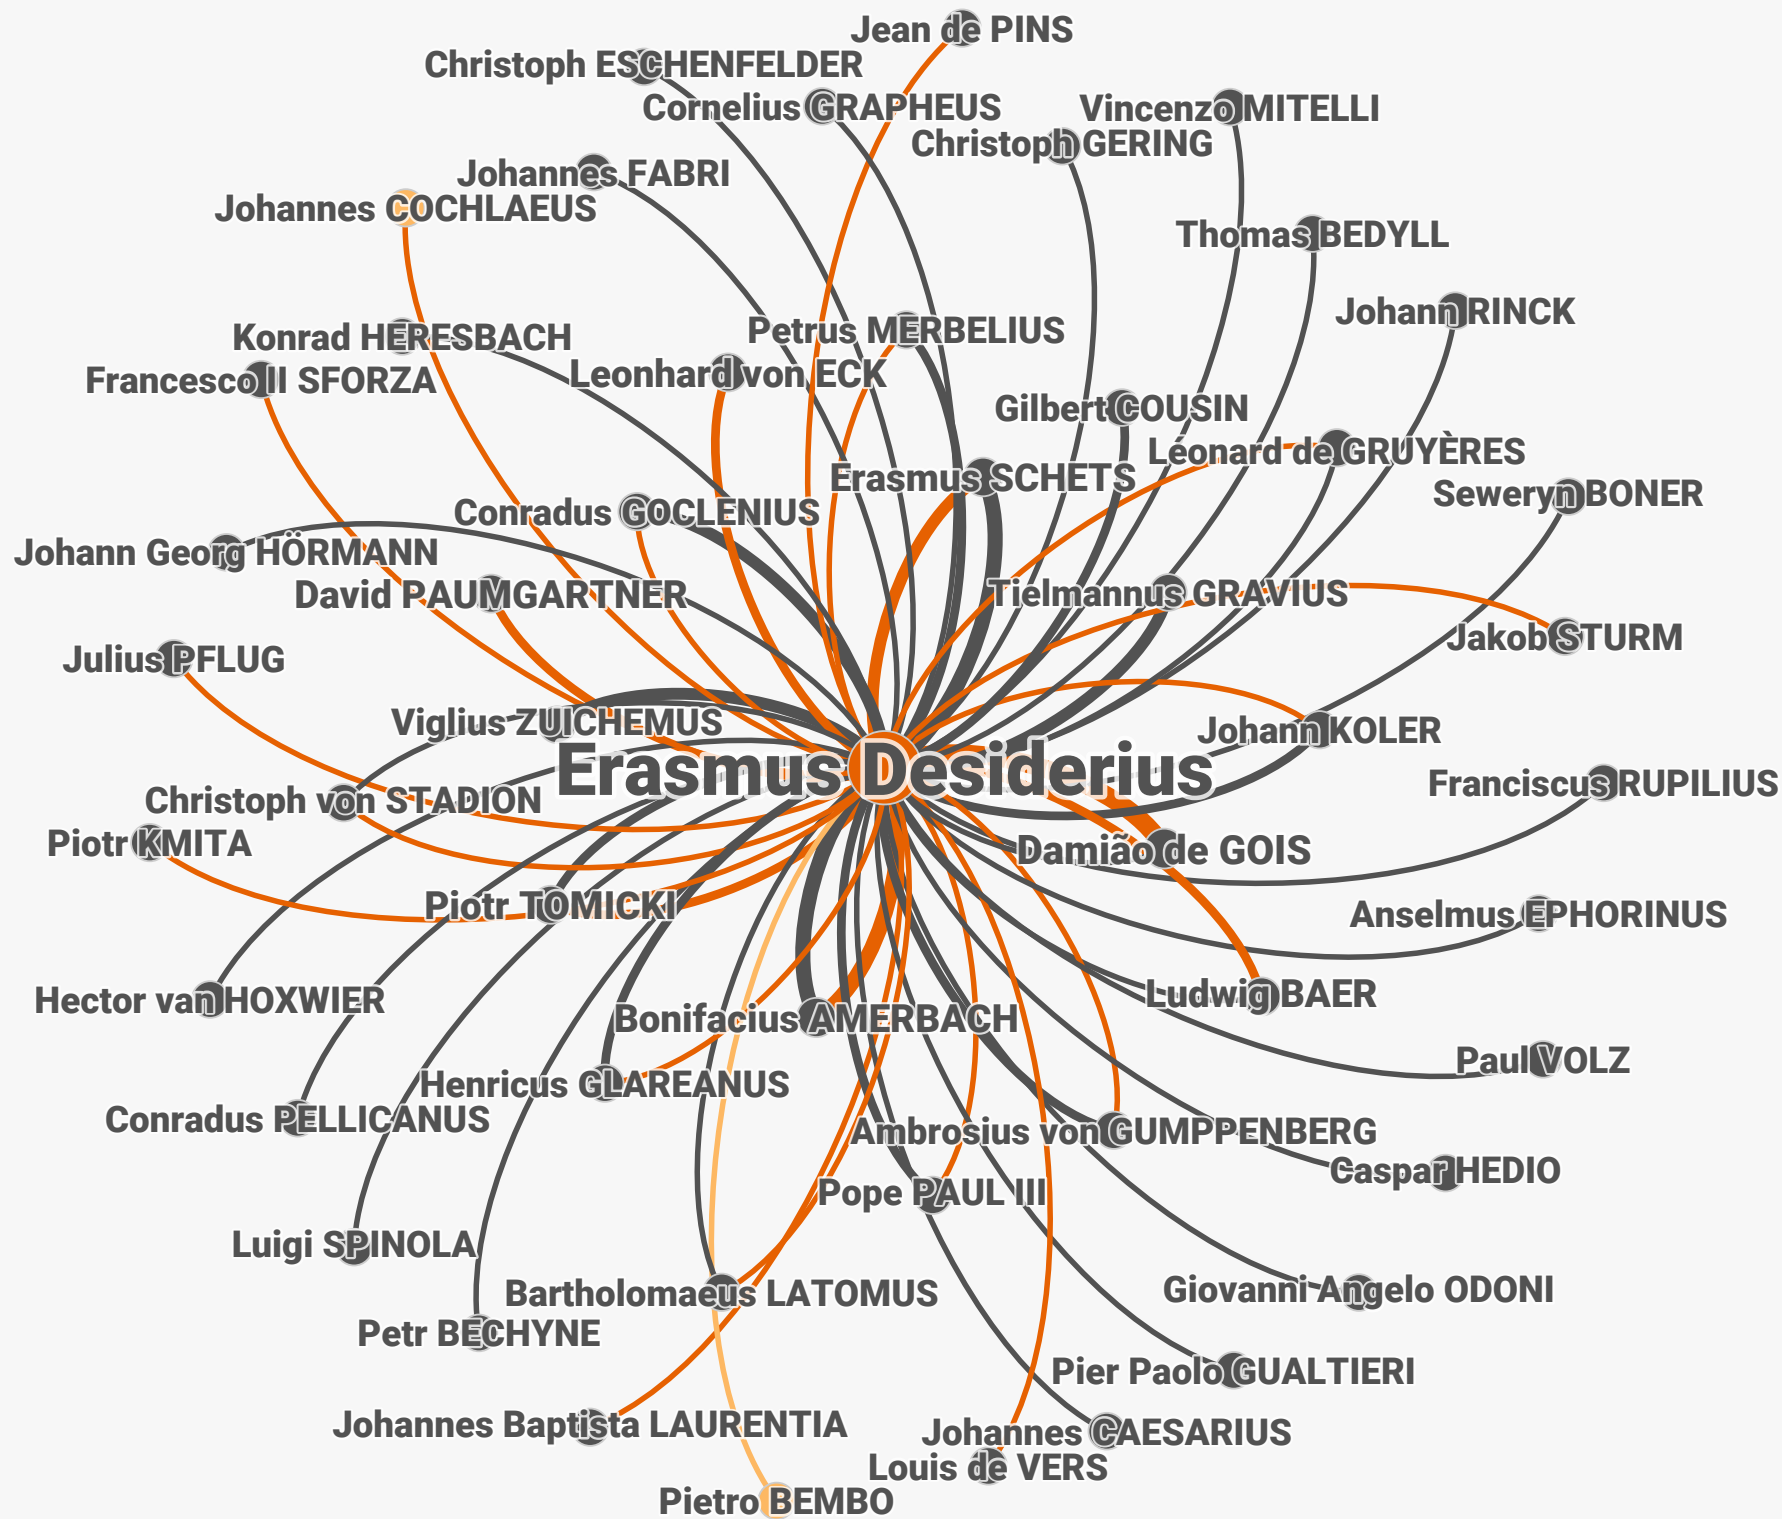 Jean de PINS
Christoph ESCHENFELDER
Cornelius GRAPHEUS
Vincenzo MITELLI
Christoph GERING
Johannes FABRI
Johannes COCHLAEUS
Thomas BEDYLL
Johann RINCK
Petrus MERBELIUS
Konrad HERESBACH
Leonhard von ECK
Francesco II SFORZA
Gilbert COUSIN
Léonard de GRUYÈRES
Erasmus SCHETS
Seweryn BONER
Conradus GOCLENIUS
Johann Georg HÖRMANN
David PAUMGARTNER
Tielmannus GRAVIUS
Jakob STURM
Julius PFLUG
Viglius ZUICHEMUS
Johann KOLER
Erasmus Desiderius
Franciscus RUPILIUS
Christoph von STADION
Piotr KMITA
Damião de GOIS
Piotr TOMICKI
Anselmus EPHORINUS
Ludwig BAER
Hector van HOXWIER
Bonifacius AMERBACH
Paul VOLZ
Henricus GLAREANUS
Conradus PELLICANUS
Ambrosius von GUMPPENBERG
Caspar HEDIO
Pope PAUL III
Luigi SPINOLA
Giovanni Angelo ODONI
Bartholomaeus LATOMUS
Petr BECHYNE
Pier Paolo GUALTIERI
Johannes Baptista LAURENTIA
Johannes CAESARIUS
Louis de VERS
Pietro BEMBO